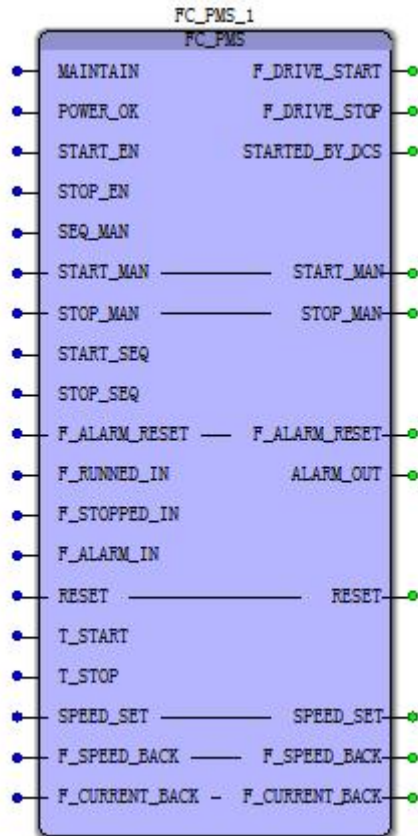 FC_PMS_1
FC_PMS
MAINTAIN F_DRIVE_START
POWER_OK F_DRIVE_STOP
START_EN STARTED_BY_DCS
STOP_EN
SEQ_MAN
START_MAN START_MAN
STOP_MAN STOP_MAN
START_SEQ
STOP_SEQ
F_ALARM_RESET F_ALARM_RESET
F_RUNNED_IN ALARM_OUT
F_STOPPED_IN
F_ALARM_IN
RESET RESET
T_START
T_STOP
SPEED_SET SPEED_SET
F_SPEED_BACK F_SPEED_BACK
F_CURRENT_BACK F_CURRENT_BACK